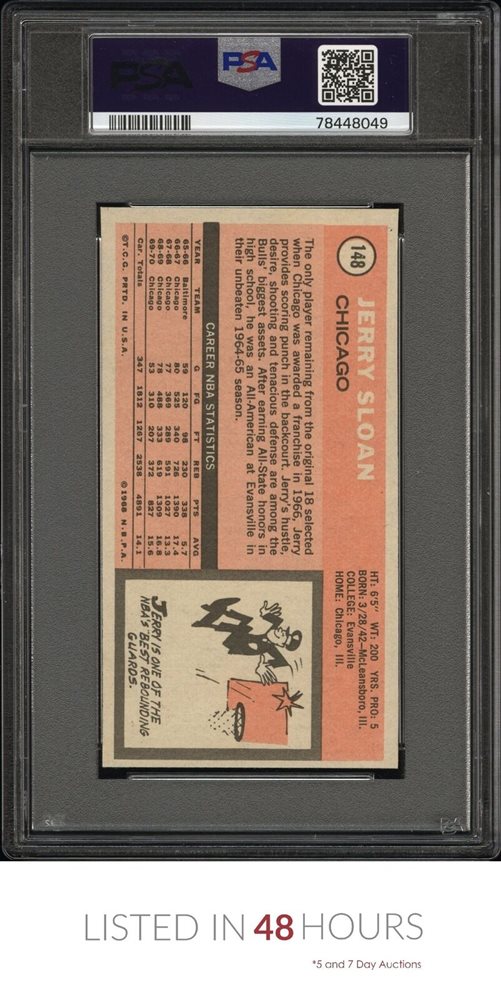 PSA
PSA
78448049
148
JERRY SLOAN
CHICAGO
HT: 6'5" WT: 200 YRS. PRO: 5
BORN: 3/28/42—McLeansboro, Ill.
COLLEGE: Evansville
HOME: Chicago, Ill.
The only player remaining from the original 18 selected
when Chicago was awarded a franchise in 1966, Jerry
provides scoring punch in the backcourt. Jerry's hustle,
desire, shooting and tenacious defense are among the
Bulls' biggest assets. After earning All-State honors in
high school, he was an All-American at Evansville in
their unbeaten 1964-65 season.
CAREER NBA STATISTICS
YEAR TEAM G FG FT REB PTS AVG
65-66 Baltimore 59 120 98 230 338 5.7
66-67 Chicago 80 525 340 726 1390 17.4
67-68 Chicago 77 369 289 591 1027 13.3
68-69 Chicago 78 488 333 619 1309 16.8
69-70 Chicago 53 310 207 372 827 15.6
Car. Totals 347 1812 1267 2538 4891 14.1
©T.C.C. PRTD. IN U.S.A. ©1968 N.B.P.A.
JERRY IS ONE OF THE
NBA'S BEST REBOUNDING
GUARDS.
PSA
LISTED IN 48 HOURS
*5 and 7 Day Auctions